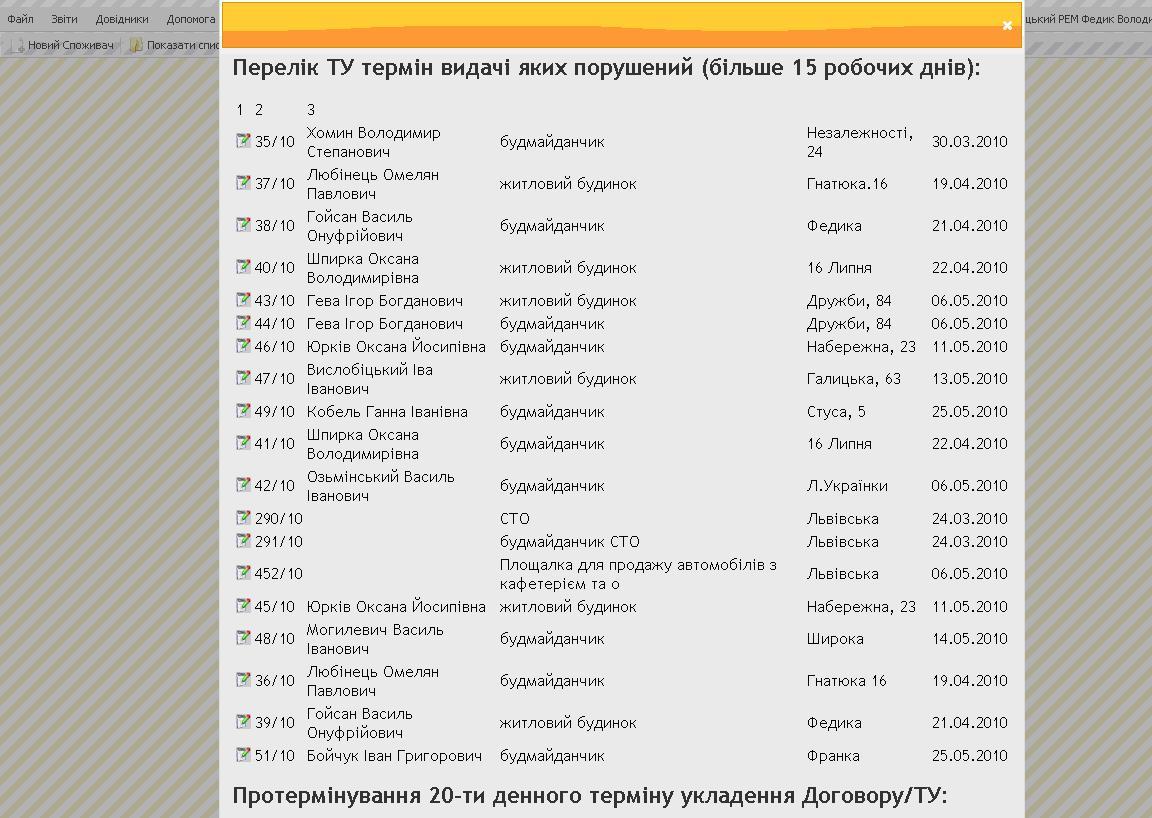 Файл Звіти Довідники Допомога
цький РЕМ Федик Володи
Новий Споживач Показати спис
Перелік ТУ термін видачі яких порушений (більше 15 робочих днів):
1 2 3
35/10 Хомин Володимир Степанович будмайданчик Незалежності, 24 30.03.2010
37/10 Любінець Омелян Павлович житловий будинок Гнатюка.16 19.04.2010
38/10 Гойсан Василь Онуфрійович будмайданчик Федика 21.04.2010
40/10 Шпирка Оксана Володимирівна житловий будинок 16 Липня 22.04.2010
43/10 Гева Ігор Богданович житловий будинок Дружби, 84 06.05.2010
44/10 Гева Ігор Богданович будмайданчик Дружби, 84 06.05.2010
46/10 Юрків Оксана Йосипівна будмайданчик Набережна, 23 11.05.2010
47/10 Вислобіцький Іва Іванович житловий будинок Галицька, 63 13.05.2010
49/10 Кобель Ганна Іванівна будмайданчик Стуса, 5 25.05.2010
41/10 Шпирка Оксана Володимирівна будмайданчик 16 Липня 22.04.2010
42/10 Озьмінський Василь Іванович будмайданчик Л.Українки 06.05.2010
290/10 СТО Львівська 24.03.2010
291/10 будмайданчик СТО Львівська 24.03.2010
452/10 Площалка для продажу автомобілів з кафетерієм та о Львівська 06.05.2010
45/10 Юрків Оксана Йосипівна житловий будинок Набережна, 23 11.05.2010
48/10 Могилевич Василь Іванович будмайданчик Широка 14.05.2010
36/10 Любінець Омелян Павлович будмайданчик Гнатюка 16 19.04.2010
39/10 Гойсан Василь Онуфрійович житловий будинок Федика 21.04.2010
51/10 Бойчук Іван Григорович будмайданчик Франка 25.05.2010
Протермінування 20-ти денного терміну укладення Договору/ТУ: